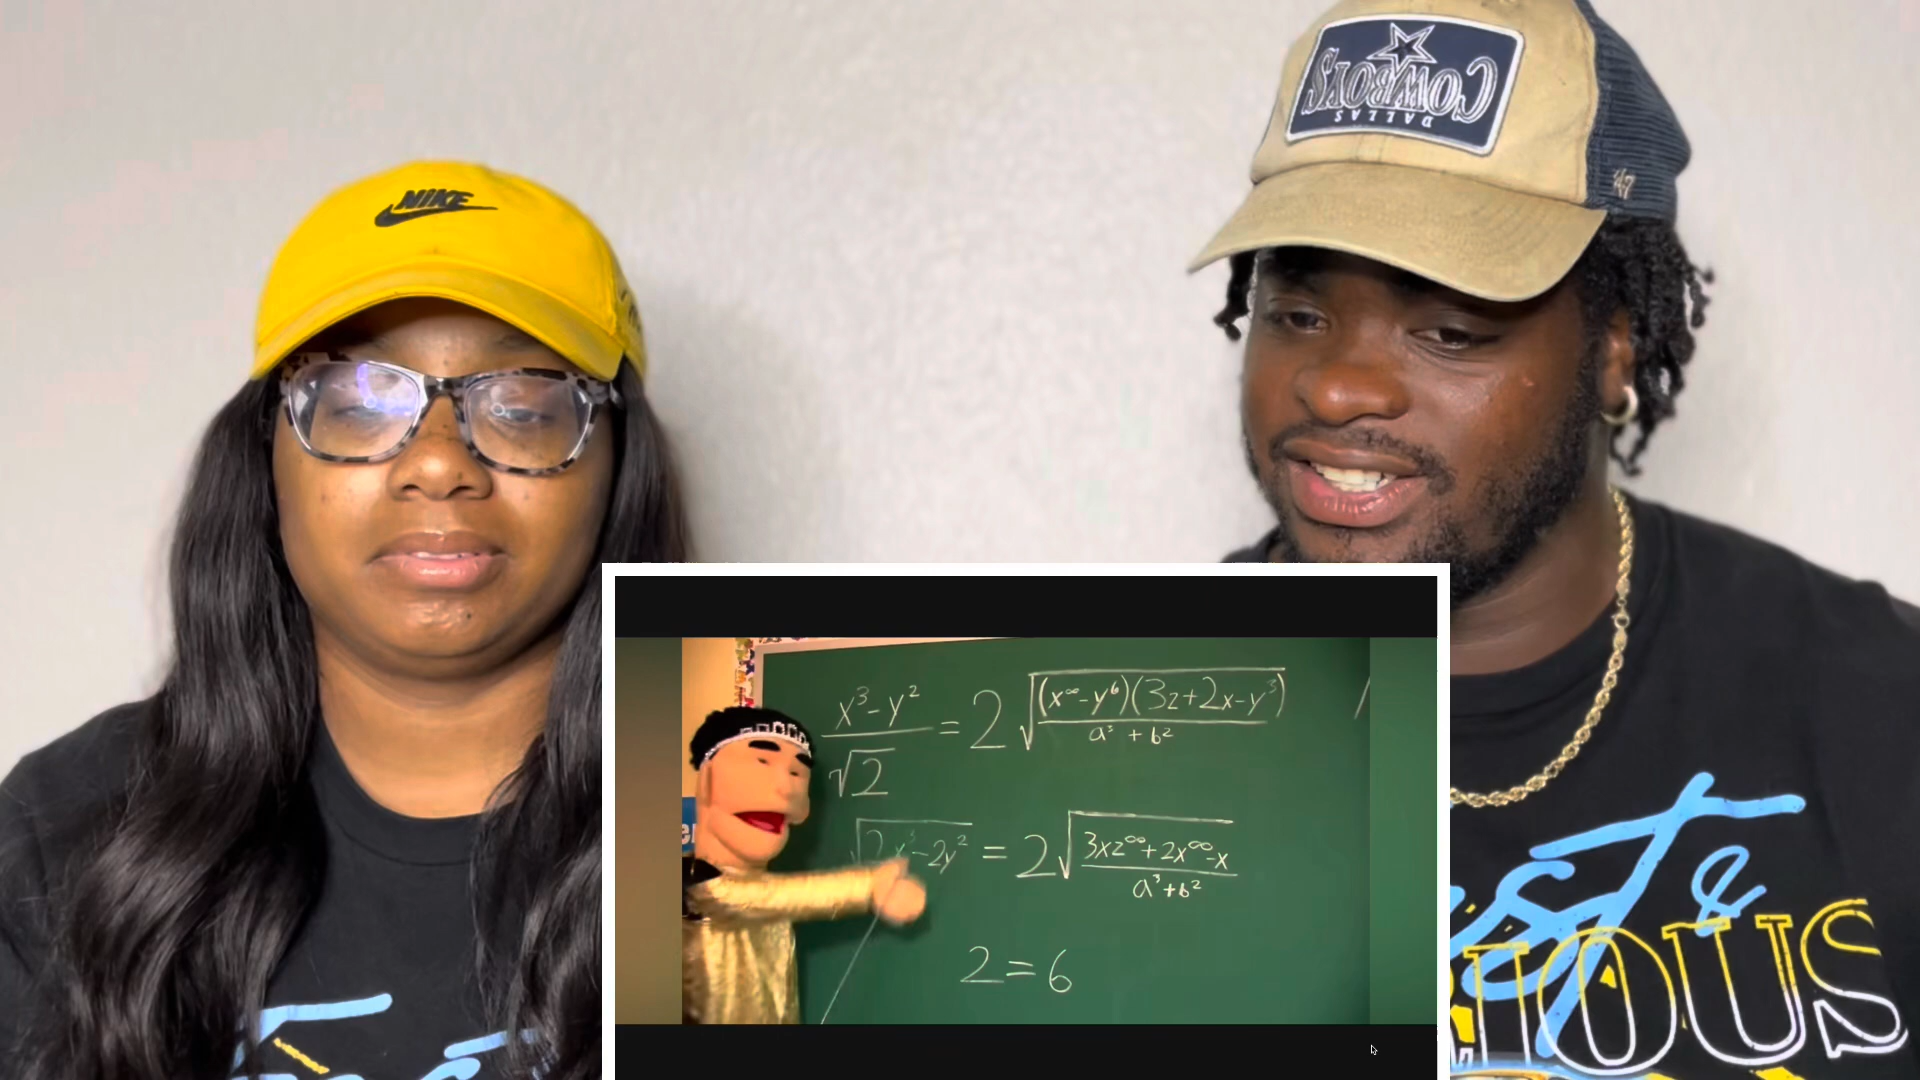 NIKE
DALLAS
COWBOYS
'47
x³-y² / √2 = 2 √((x^∞-y⁶)(3z+2x-y³) / a³ + b²)
√2x³-2y² = 2 √(3xz^∞+2x^∞-x / a³+b²)
2=6
&
IOUS